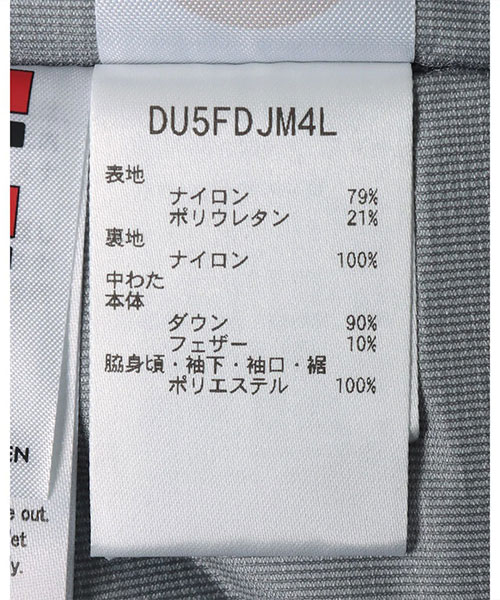 DU5FDJM4L
表地
ナイロン 79%
ポリウレタン 21%
裏地
ナイロン 100%
中わた
本体
ダウン 90%
フェザー 10%
脇身頃・袖下・袖口・裾
ポリエステル 100%
EN
out.
y.